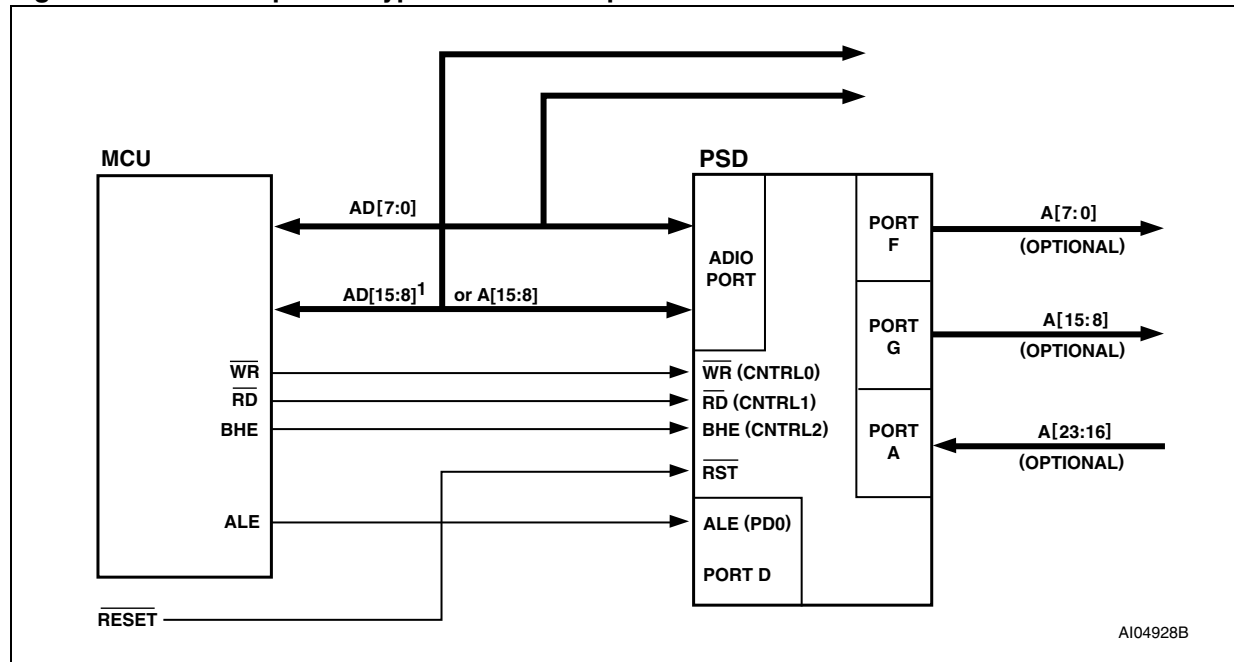 MCU
PSD
AD[7:0]
AD[15:8]1 or A[15:8]
ADIO
PORT
PORT
F
A[7:0]
(OPTIONAL)
PORT
G
A[15:8]
(OPTIONAL)
PORT
A
A[23:16]
(OPTIONAL)
WR
WR (CNTRL0)
RD
RD (CNTRL1)
BHE
BHE (CNTRL2)
RST
ALE
ALE (PD0)
PORT D
RESET
AI04928B